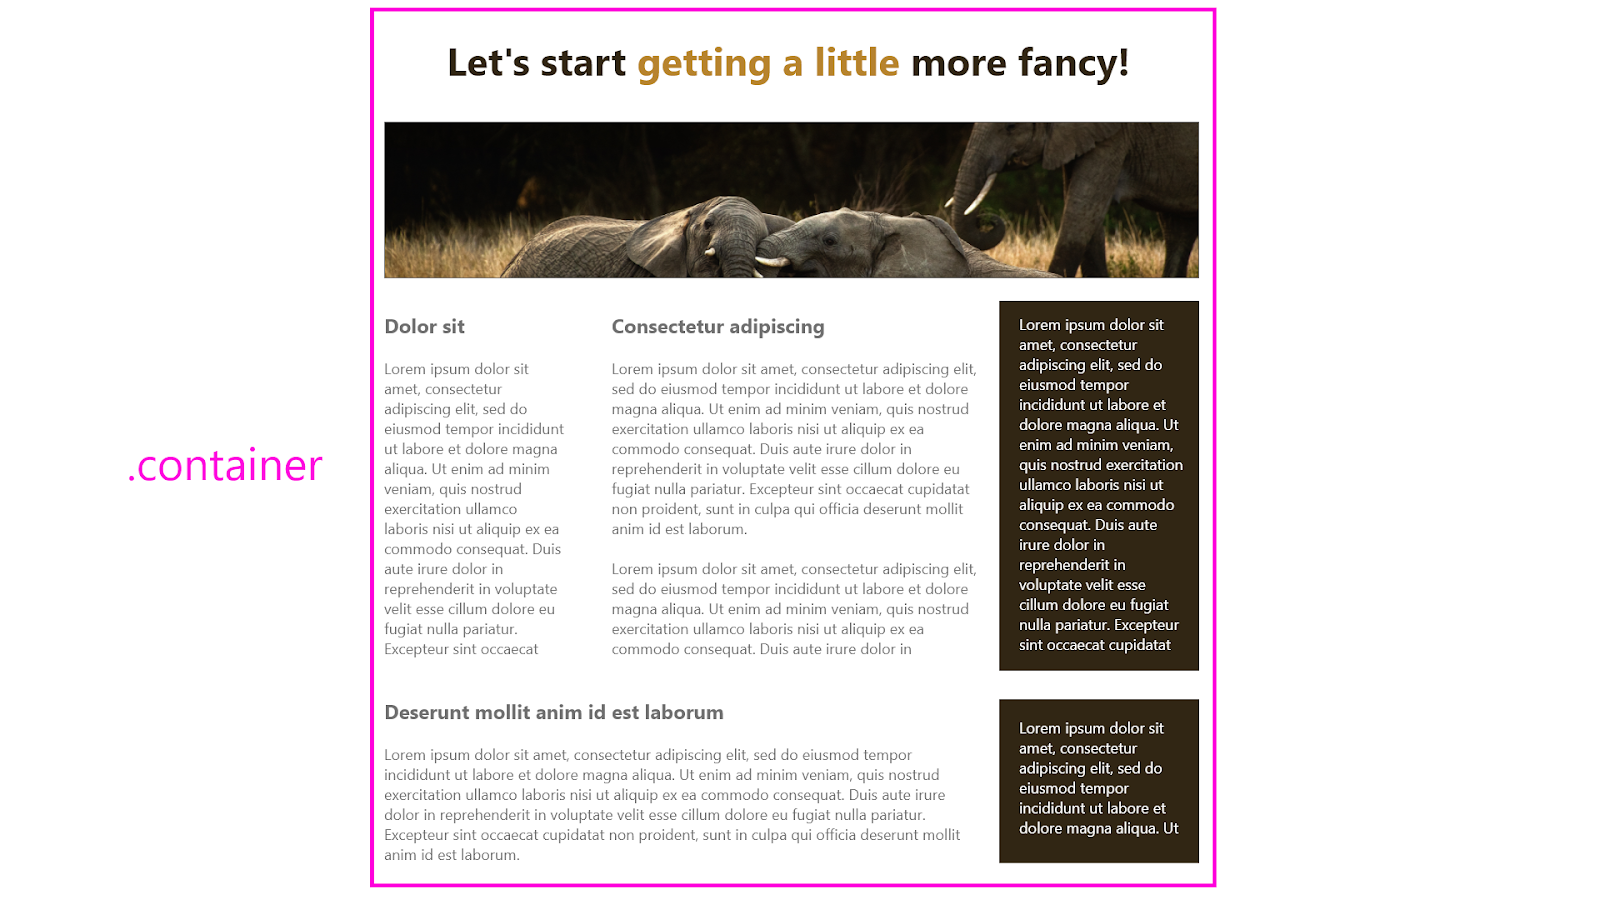 Let's start getting a little more fancy!
.container
Dolor sit
Lorem ipsum dolor sit
amet, consectetur
adipiscing elit, sed do
eiusmod tempor incididunt
ut labore et dolore magna
aliqua. Ut enim ad minim
veniam, quis nostrud
exercitation ullamco
laboris nisi ut aliquip ex ea
commodo consequat. Duis
aute irure dolor in
reprehenderit in voluptate
velit esse cillum dolore eu
fugiat nulla pariatur.
Excepteur sint occaecat
Consectetur adipiscing
Lorem ipsum dolor sit amet, consectetur adipiscing elit,
sed do eiusmod tempor incididunt ut labore et dolore
magna aliqua. Ut enim ad minim veniam, quis nostrud
exercitation ullamco laboris nisi ut aliquip ex ea
commodo consequat. Duis aute irure dolor in
reprehenderit in voluptate velit esse cillum dolore eu
fugiat nulla pariatur. Excepteur sint occaecat cupidatat
non proident, sunt in culpa qui officia deserunt mollit
anim id est laborum.
Lorem ipsum dolor sit amet, consectetur adipiscing elit,
sed do eiusmod tempor incididunt ut labore et dolore
magna aliqua. Ut enim ad minim veniam, quis nostrud
exercitation ullamco laboris nisi ut aliquip ex ea
commodo consequat. Duis aute irure dolor in
Lorem ipsum dolor sit
amet, consectetur
adipiscing elit, sed do
eiusmod tempor
incididunt ut labore et
dolore magna aliqua. Ut
enim ad minim veniam,
quis nostrud exercitation
ullamco laboris nisi ut
aliquip ex ea commodo
consequat. Duis aute
irure dolor in
reprehenderit in
voluptate velit esse
cillum dolore eu fugiat
nulla pariatur. Excepteur
sint occaecat cupidatat
Deserunt mollit anim id est laborum
Lorem ipsum dolor sit amet, consectetur adipiscing elit, sed do eiusmod tempor
incididunt ut labore et dolore magna aliqua. Ut enim ad minim veniam, quis nostrud
exercitation ullamco laboris nisi ut aliquip ex ea commodo consequat. Duis aute irure
dolor in reprehenderit in voluptate velit esse cillum dolore eu fugiat nulla pariatur.
Excepteur sint occaecat cupidatat non proident, sunt in culpa qui officia deserunt mollit
anim id est laborum.
Lorem ipsum dolor sit
amet, consectetur
adipiscing elit, sed do
eiusmod tempor
incididunt ut labore et
dolore magna aliqua. Ut